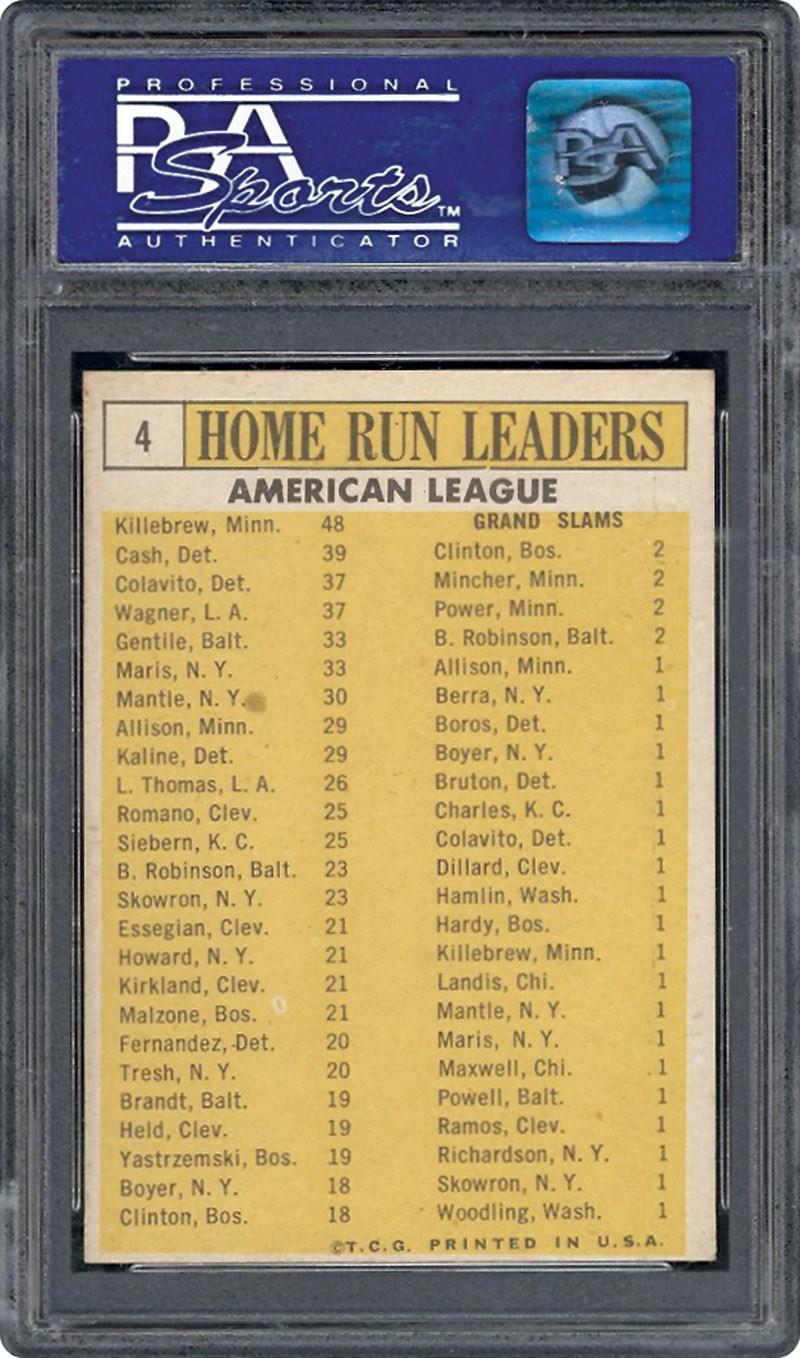 PROFESSIONAL
PSA
Sports™
AUTHENTICATOR
PSA
4 HOME RUN LEADERS
AMERICAN LEAGUE
Killebrew, Minn. 48
Cash, Det. 39
Colavito, Det. 37
Wagner, L. A. 37
Gentile, Balt. 33
Maris, N. Y. 33
Mantle, N. Y. 30
Allison, Minn. 29
Kaline, Det. 29
L. Thomas, L. A. 26
Romano, Clev. 25
Siebern, K. C. 25
B. Robinson, Balt. 23
Skowron, N. Y. 23
Essegian, Clev. 21
Howard, N. Y. 21
Kirkland, Clev. 21
Malzone, Bos. 21
Fernandez, Det. 20
Tresh, N. Y. 20
Brandt, Balt. 19
Held, Clev. 19
Yastrzemski, Bos. 19
Boyer, N. Y. 18
Clinton, Bos. 18
GRAND SLAMS
Clinton, Bos. 2
Mincher, Minn. 2
Power, Minn. 2
B. Robinson, Balt. 2
Allison, Minn. 1
Berra, N. Y. 1
Boros, Det. 1
Boyer, N. Y. 1
Bruton, Det. 1
Charles, K. C. 1
Colavito, Det. 1
Dillard, Clev. 1
Hamlin, Wash. 1
Hardy, Bos. 1
Killebrew, Minn. 1
Landis, Chi. 1
Mantle, N. Y. 1
Maris, N. Y. 1
Maxwell, Chi. 1
Powell, Balt. 1
Ramos, Clev. 1
Richardson, N. Y. 1
Skowron, N. Y. 1
Woodling, Wash. 1
©T.C.G. PRINTED IN U.S.A.